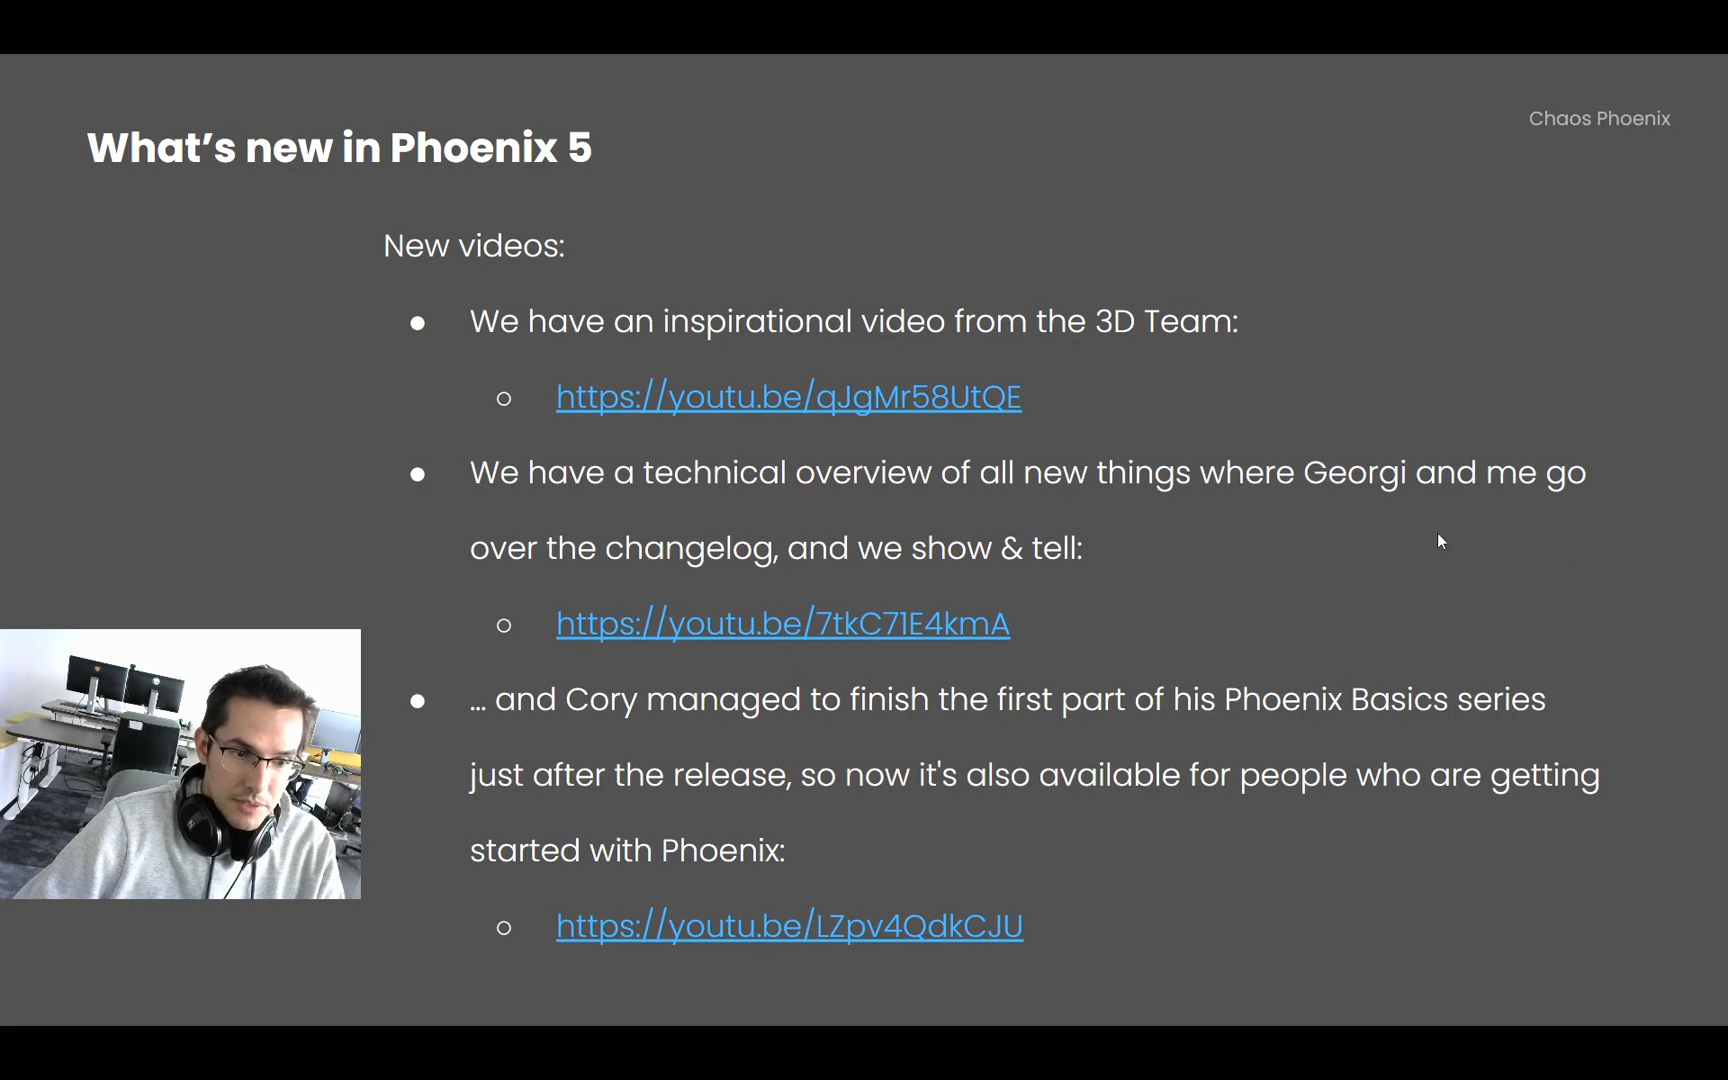 Chaos Phoenix
What’s new in Phoenix 5
New videos:
● We have an inspirational video from the 3D Team:
○ https://youtu.be/qJgMr58UtQE
● We have a technical overview of all new things where Georgi and me go
over the changelog, and we show & tell:
○ https://youtu.be/7tkC71E4kmA
● … and Cory managed to finish the first part of his Phoenix Basics series
just after the release, so now it's also available for people who are getting
started with Phoenix:
○ https://youtu.be/LZpv4QdkCJU